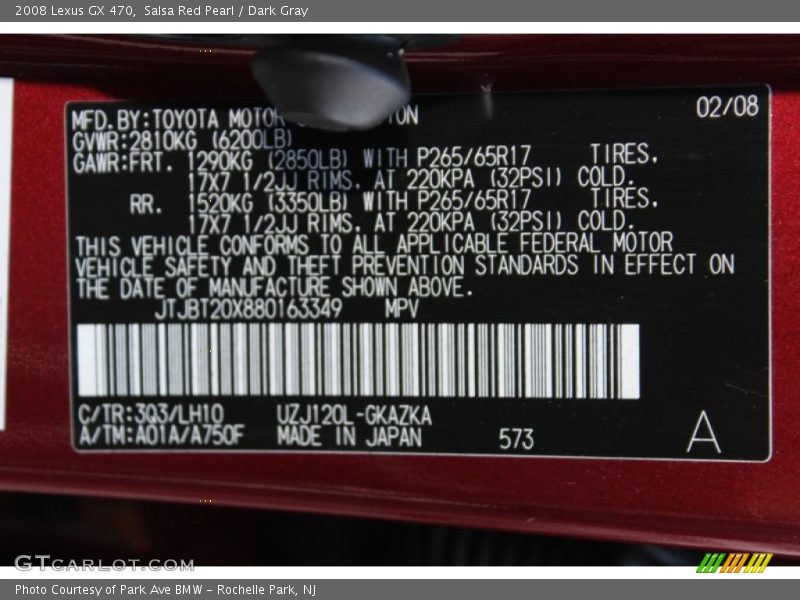 2008 Lexus GX 470, Salsa Red Pearl / Dark Gray
02/08
MFD.BY:TOYOTA MOTOR
GVWR:2810KG (6200LB)
GAWR:FRT. 1290KG (2850LB) WITH P265/65R17 TIRES.
17X7 1/2JJ RIMS. AT 220KPA (32PSI) COLD.
RR. 1520KG (3350LB) WITH P265/65R17 TIRES.
17X7 1/2JJ RIMS. AT 220KPA (32PSI) COLD.
THIS VEHICLE CONFORMS TO ALL APPLICABLE FEDERAL MOTOR
VEHICLE SAFETY AND THEFT PREVENTION STANDARDS IN EFFECT ON
THE DATE OF MANUFACTURE SHOWN ABOVE.
JTJBT20X880163349 MPV
C/TR:3Q3/LH10 UZJ120L-GKAZKA
A/TM:A01A/A750F MADE IN JAPAN 573
A
GTCARLOT.COM
Photo Courtesy of Park Ave BMW - Rochelle Park, NJ